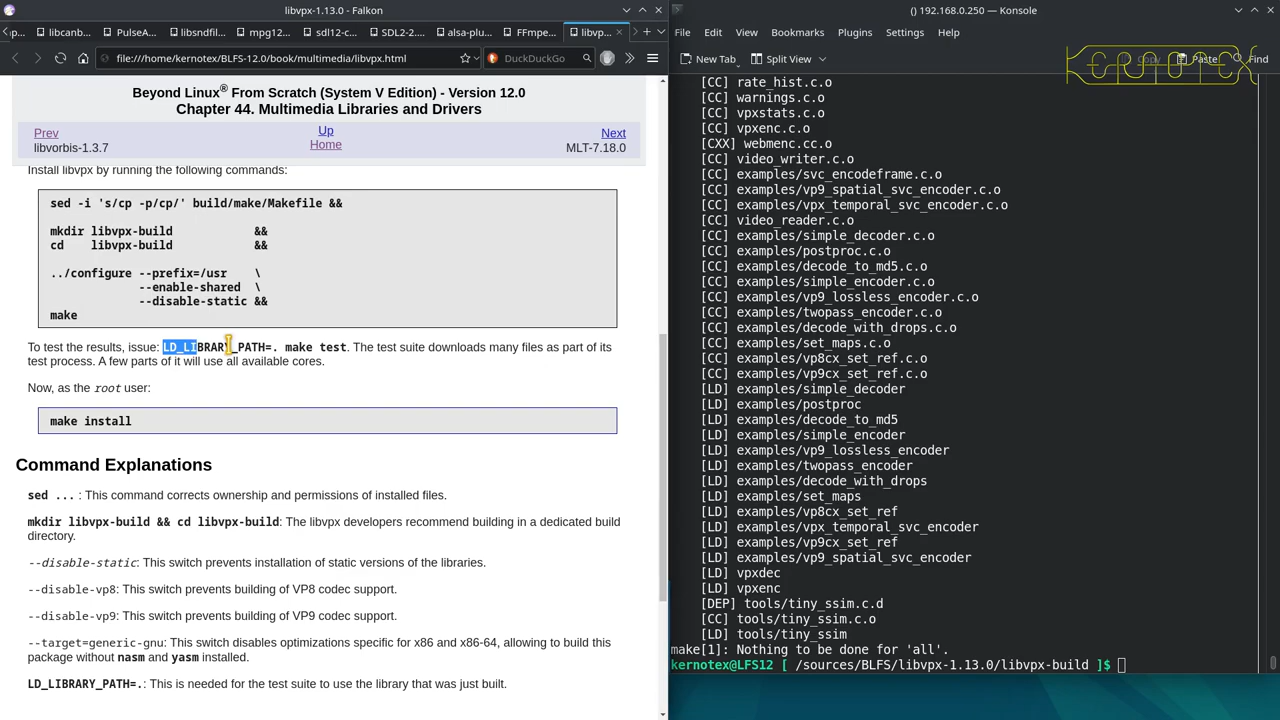 libvpx-1.13.0 - Falkon
p...
libcanb...
PulseA...
libsndfil...
mpg12...
sdl12-c...
SDL2-2....
alsa-plu...
FFmpe...
libvp...
file:///home/kernotex/BLFS-12.0/book/multimedia/libvpx.html
DuckDuckGo
Beyond Linux® From Scratch (System V Edition) - Version 12.0
Chapter 44. Multimedia Libraries and Drivers
Prev Up Next
libvorbis-1.3.7 Home MLT-7.18.0
Install libvpx by running the following commands:
sed -i 's/cp -p/cp/' build/make/Makefile &&
mkdir libvpx-build &&
cd libvpx-build &&
../configure --prefix=/usr \
--enable-shared \
--disable-static &&
make
To test the results, issue: LD_LIBRARY_PATH=. make test. The test suite downloads many files as part of its
test process. A few parts of it will use all available cores.
Now, as the root user:
make install
Command Explanations
sed ... : This command corrects ownership and permissions of installed files.
mkdir libvpx-build && cd libvpx-build: The libvpx developers recommend building in a dedicated build
directory.
--disable-static: This switch prevents installation of static versions of the libraries.
--disable-vp8: This switch prevents building of VP8 codec support.
--disable-vp9: This switch prevents building of VP9 codec support.
--target=generic-gnu: This switch disables optimizations specific for x86 and x86-64, allowing to build this
package without nasm and yasm installed.
LD_LIBRARY_PATH=.: This is needed for the test suite to use the library that was just built.
() 192.168.0.250 — Konsole
File Edit View Bookmarks Plugins Settings Help
New Tab Split View Copy Paste Find
KERNOTEX
[CC] rate_hist.c.o
[CC] warnings.c.o
[CC] vpxstats.c.o
[CC] vpxenc.c.o
[CXX] webmenc.cc.o
[CC] video_writer.c.o
[CC] examples/svc_encodeframe.c.o
[CC] examples/vp9_spatial_svc_encoder.c.o
[CC] examples/vpx_temporal_svc_encoder.c.o
[CC] video_reader.c.o
[CC] examples/simple_decoder.c.o
[CC] examples/postproc.c.o
[CC] examples/decode_to_md5.c.o
[CC] examples/simple_encoder.c.o
[CC] examples/vp9_lossless_encoder.c.o
[CC] examples/twopass_encoder.c.o
[CC] examples/decode_with_drops.c.o
[CC] examples/set_maps.c.o
[CC] examples/vp8cx_set_ref.c.o
[CC] examples/vp9cx_set_ref.c.o
[LD] examples/simple_decoder
[LD] examples/postproc
[LD] examples/decode_to_md5
[LD] examples/simple_encoder
[LD] examples/vp9_lossless_encoder
[LD] examples/twopass_encoder
[LD] examples/decode_with_drops
[LD] examples/set_maps
[LD] examples/vp8cx_set_ref
[LD] examples/vpx_temporal_svc_encoder
[LD] examples/vp9cx_set_ref
[LD] examples/vp9_spatial_svc_encoder
[LD] vpxdec
[LD] vpxenc
[DEP] tools/tiny_ssim.c.d
[CC] tools/tiny_ssim.c.o
[LD] tools/tiny_ssim
make[1]: Nothing to be done for 'all'.
kernotex@LFS12 [ /sources/BLFS/libvpx-1.13.0/libvpx-build ]$